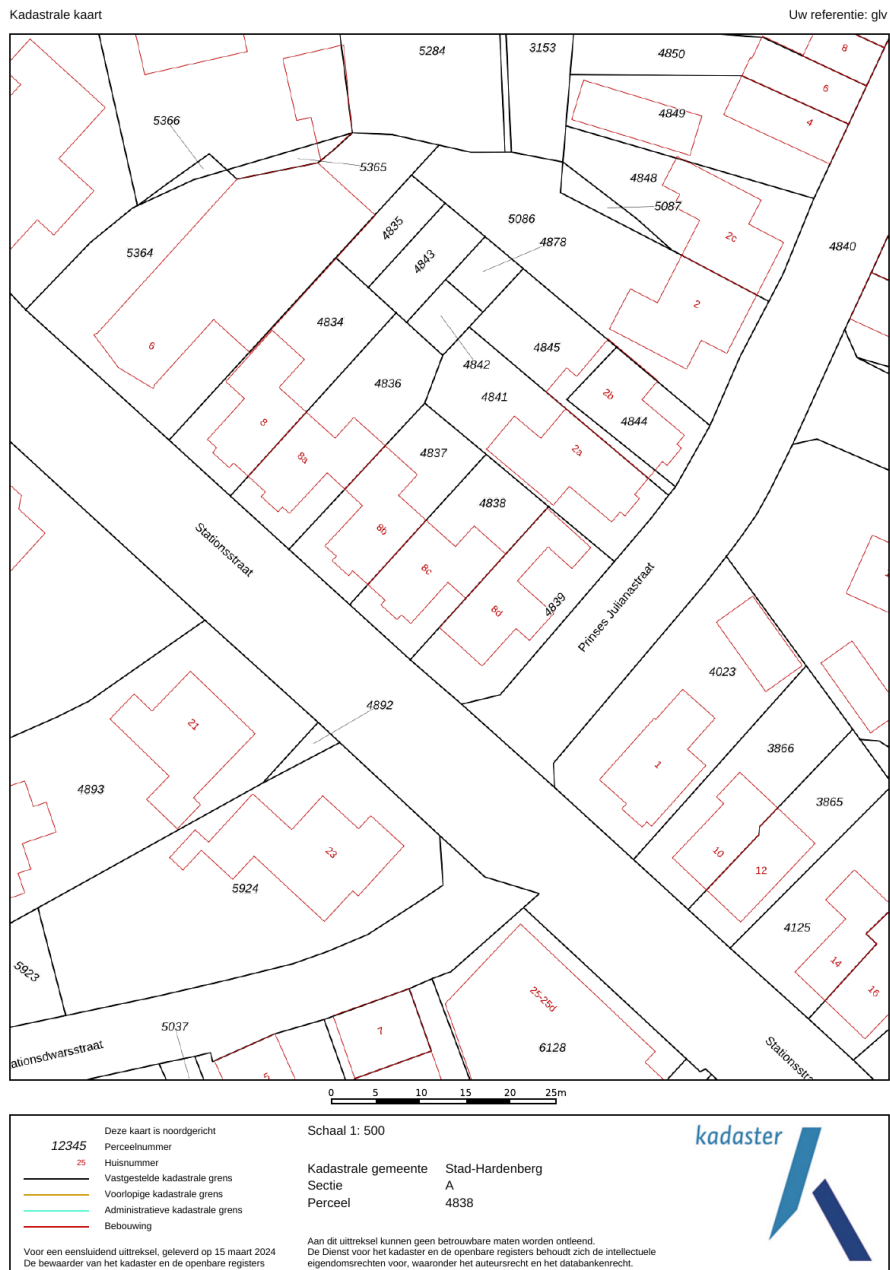 Kadastrale kaart
Uw referentie: glv
5284
3153
4850
8
6
4
5366
4849
5365
4848
5087
5086
4835
2c
4840
4878
5364
4843
2
4834
6
4842
4845
4836
4841
2b
4844
8
4837
2a
8a
4838
8b
Stationsstraat
8c
4839
8d
Prinses Julianastraat
4023
4892
21
3866
1
4893
3865
10
12
23
5924
4125
14
5923
16
25-25d
5037
7
ationsdwarsstraat
6128
Stationsstra
5
0 5 10 15 20 25m
Deze kaart is noordgericht
12345 Perceelnummer
25 Huisnummer
Vastgestelde kadastrale grens
Voorlopige kadastrale grens
Administratieve kadastrale grens
Bebouwing
Voor een eensluidend uittreksel, geleverd op 15 maart 2024
De bewaarder van het kadaster en de openbare registers
Schaal 1: 500
Kadastrale gemeente Stad-Hardenberg
Sectie A
Perceel 4838
Aan dit uittreksel kunnen geen betrouwbare maten worden ontleend.
De Dienst voor het kadaster en de openbare registers behoudt zich de intellectuele
eigendomsrechten voor, waaronder het auteursrecht en het databankenrecht.
kadaster